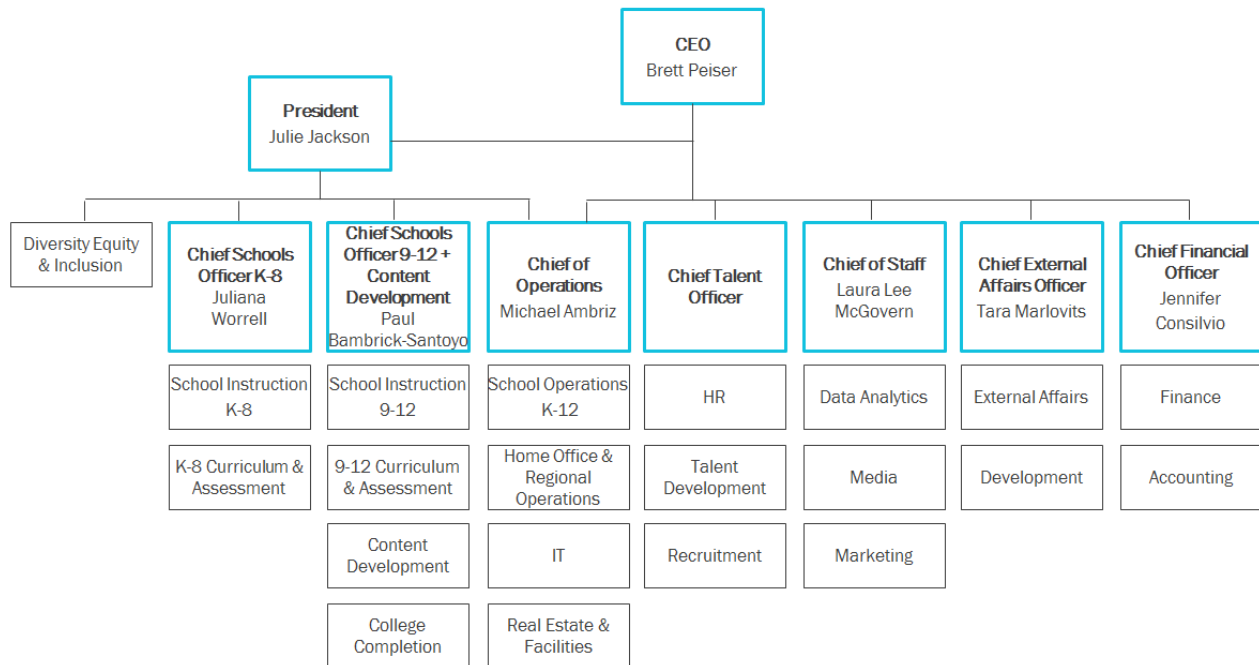 CEO
Brett Peiser
President
Julie Jackson
Diversity Equity
& Inclusion
Chief Schools
Officer K-8
Juliana
Worrell
Chief Schools
Officer 9-12 +
Content
Development
Paul
Bambrick-Santoyo
Chief of
Operations
Michael Ambriz
Chief Talent
Officer
Chief of Staff
Laura Lee
McGovern
Chief External
Affairs Officer
Tara Marlovits
Chief Financial
Officer
Jennifer
Consilvio
School Instruction
K-8
School Instruction
9-12
School Operations
K-12
HR
Data Analytics
External Affairs
Finance
K-8 Curriculum &
Assessment
9-12 Curriculum
& Assessment
Home Office &
Regional
Operations
Talent
Development
Media
Development
Accounting
Content
Development
IT
Recruitment
Marketing
College
Completion
Real Estate &
Facilities